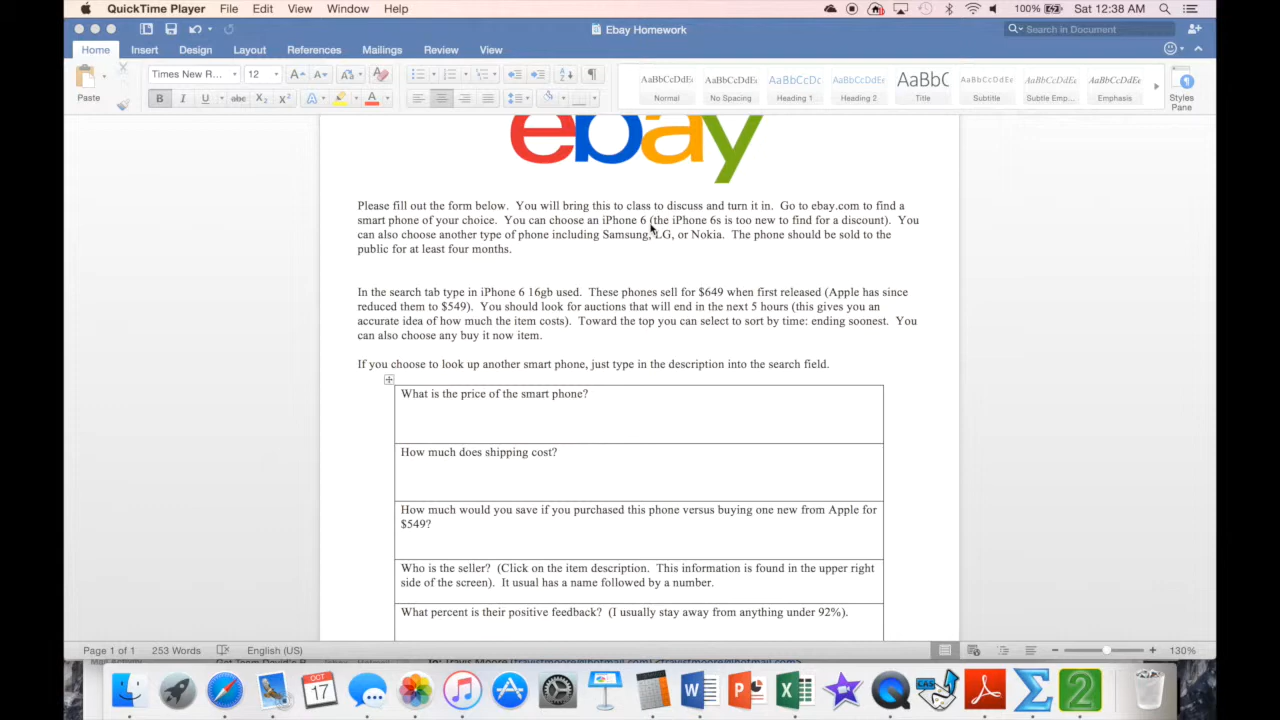 QuickTime Player File Edit View Window Help 100% Sat 12:38 AM
Ebay Homework Search in Document
Home Insert Design Layout References Mailings Review View
Paste Times New R... 12 A A Aa
B I U abc X2 X2 A A
AaBbCcDdEe AaBbCcDdEe AaBbCcDc AaBbCcDdEe AaBbC AaBbCcDdEe AaBbCcDdEe AaBbCcDdEe
Normal No Spacing Heading 1 Heading 2 Title Subtitle Subtle Emp... Emphasis Styles Pane
ebay
Please fill out the form below. You will bring this to class to discuss and turn it in. Go to ebay.com to find a
smart phone of your choice. You can choose an iPhone 6 (the iPhone 6s is too new to find for a discount). You
can also choose another type of phone including Samsung, LG, or Nokia. The phone should be sold to the
public for at least four months.
In the search tab type in iPhone 6 16gb used. These phones sell for $649 when first released (Apple has since
reduced them to $549). You should look for auctions that will end in the next 5 hours (this gives you an
accurate idea of how much the item costs). Toward the top you can select to sort by time: ending soonest. You
can also choose any buy it now item.
If you choose to look up another smart phone, just type in the description into the search field.
What is the price of the smart phone?
How much does shipping cost?
How much would you save if you purchased this phone versus buying one new from Apple for
$549?
Who is the seller? (Click on the item description. This information is found in the upper right
side of the screen). It usual has a name followed by a number.
What percent is their positive feedback? (I usually stay away from anything under 92%).
Page 1 of 1 253 Words English (US) 130%
OCT
17
2